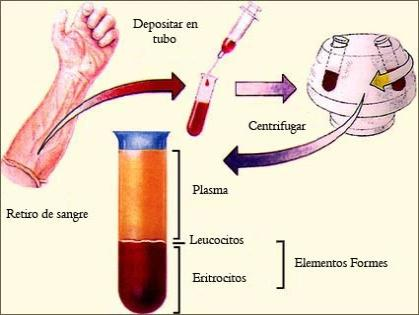 Depositar en
tubo
Centrifugar
Retiro de sangre
Plasma
Leucocitos
Eritrocitos
Elementos Formes